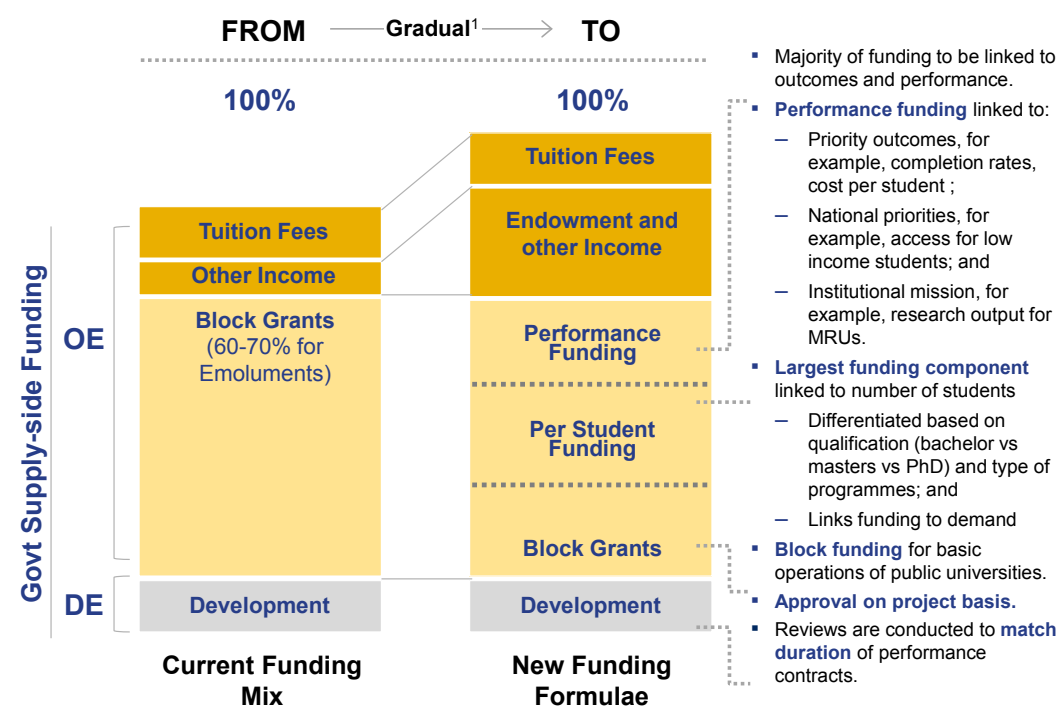 FROM Gradual¹ TO
100% 100%
Govt Supply-side Funding
OE
DE
Tuition Fees
Other Income
Block Grants
(60-70% for
Emoluments)
Development
Current Funding
Mix
Tuition Fees
Endowment and
other Income
Performance
Funding
Per Student
Funding
Block Grants
Development
New Funding
Formulae
▪ Majority of funding to be linked to
outcomes and performance.
▪ Performance funding linked to:
– Priority outcomes, for
example, completion rates,
cost per student ;
– National priorities, for
example, access for low
income students; and
– Institutional mission, for
example, research output for
MRUs.
▪ Largest funding component
linked to number of students
– Differentiated based on
qualification (bachelor vs
masters vs PhD) and type of
programmes; and
– Links funding to demand
▪ Block funding for basic
operations of public universities.
▪ Approval on project basis.
▪ Reviews are conducted to match
duration of performance
contracts.